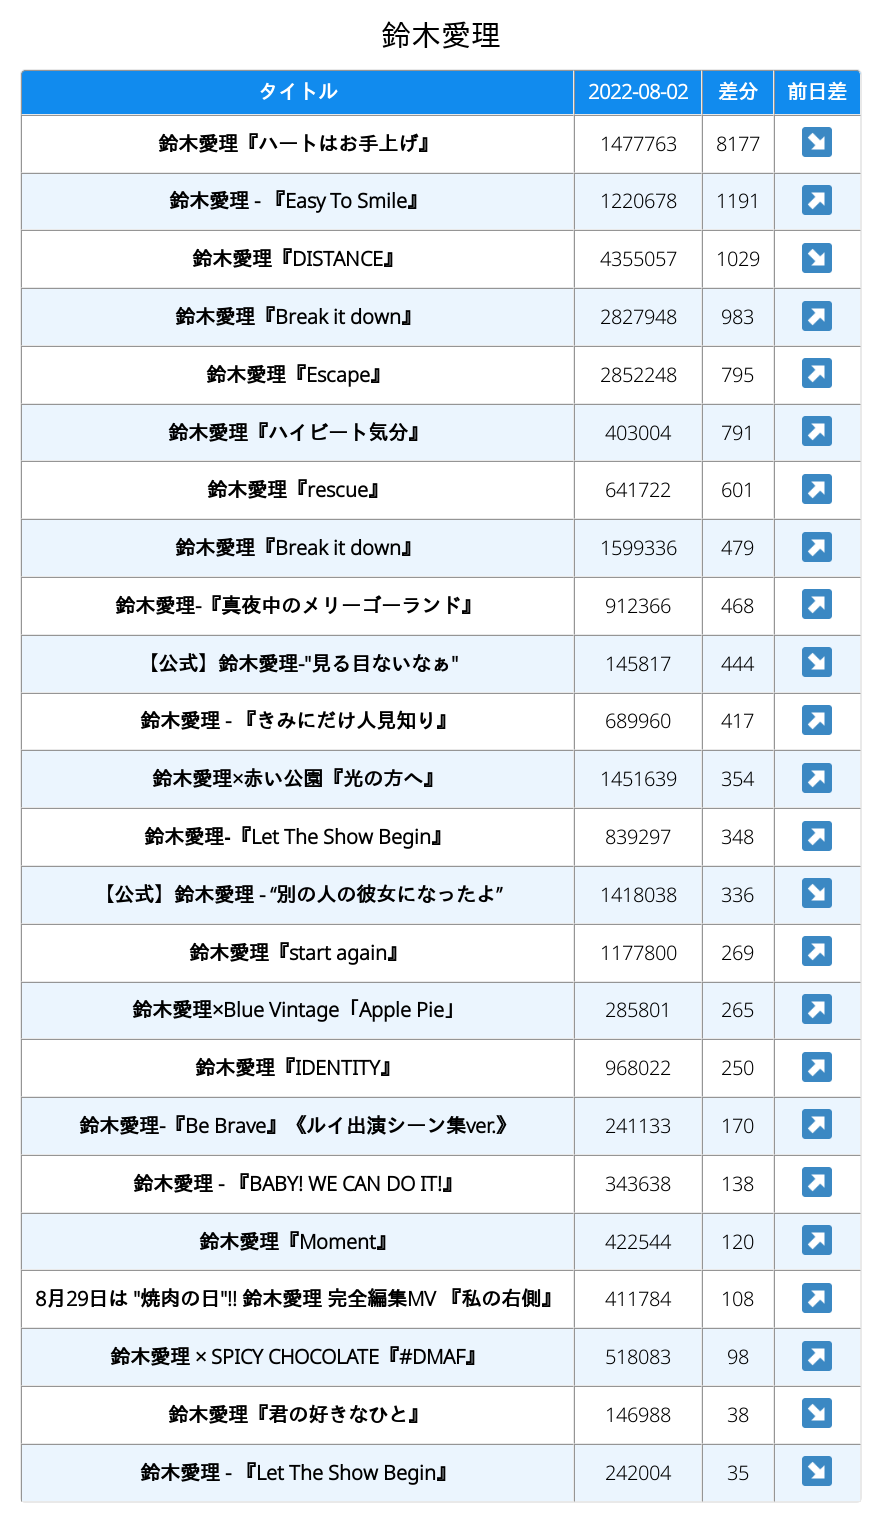 鈴木愛理
タイトル 2022-08-02 差分 前日差
鈴木愛理『ハートはお手上げ』 1477763 8177 ↘
鈴木愛理 - 『Easy To Smile』 1220678 1191 ↗
鈴木愛理『DISTANCE』 4355057 1029 ↘
鈴木愛理『Break it down』 2827948 983 ↗
鈴木愛理『Escape』 2852248 795 ↗
鈴木愛理『ハイビート気分』 403004 791 ↗
鈴木愛理『rescue』 641722 601 ↗
鈴木愛理『Break it down』 1599336 479 ↗
鈴木愛理-『真夜中のメリーゴーランド』 912366 468 ↗
【公式】鈴木愛理-"見る目ないなぁ" 145817 444 ↘
鈴木愛理 - 『きみにだけ人見知り』 689960 417 ↗
鈴木愛理×赤い公園『光の方へ』 1451639 354 ↗
鈴木愛理-『Let The Show Begin』 839297 348 ↗
【公式】鈴木愛理 - “別の人の彼女になったよ” 1418038 336 ↘
鈴木愛理『start again』 1177800 269 ↗
鈴木愛理×Blue Vintage「Apple Pie」 285801 265 ↗
鈴木愛理『IDENTITY』 968022 250 ↗
鈴木愛理-『Be Brave』《ルイ出演シーン集ver.》 241133 170 ↗
鈴木愛理 - 『BABY! WE CAN DO IT!』 343638 138 ↗
鈴木愛理『Moment』 422544 120 ↗
8月29日は "焼肉の日"!! 鈴木愛理 完全編集MV 『私の右側』 411784 108 ↗
鈴木愛理 × SPICY CHOCOLATE『#DMAF』 518083 98 ↗
鈴木愛理『君の好きなひと』 146988 38 ↘
鈴木愛理 - 『Let The Show Begin』 242004 35 ↘